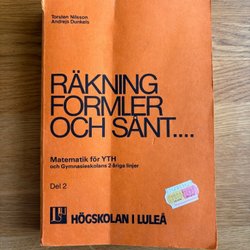 Torsten Nilsson
Andrejs Dunkels
RÄKNING
FORMLER
OCH SÅNT....
Matematik för YTH
och Gymnasieskolans 2-åriga linjer
Del 2
HÖGSKOLAN I LULEÅ